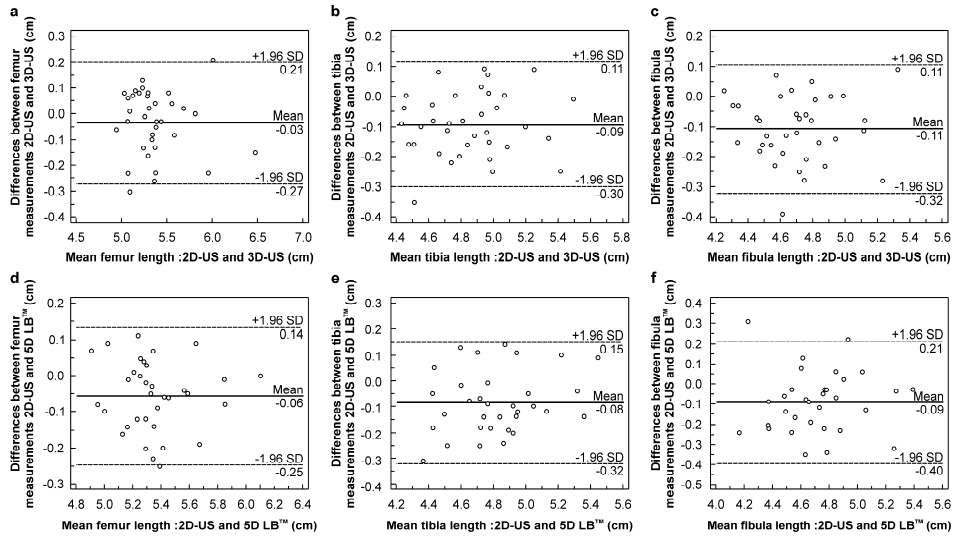 a
Differences between femur
measurements 2D-US and 3D-US (cm)
0.3
0.2
0.1
0.0
-0.1
-0.2
-0.3
-0.4
+1.96 SD
0.21
Mean
-0.03
-1.96 SD
-0.27
4.5 5.0 5.5 6.0 6.5 7.0
Mean femur length :2D-US and 3D-US (cm)
b
Differences between tibia
measurements 2D-US and 3D-US (cm)
0.2
0.1
0.0
-0.1
-0.2
-0.3
-0.4
+1.96 SD
0.11
Mean
-0.09
-1.96 SD
-0.30
4.4 4.6 4.8 5.0 5.2 5.4 5.6 5.8
Mean tibia length :2D-US and 3D-US (cm)
c
Differences between fibula
measurements 2D-US and 3D-US (cm)
0.2
0.1
0.0
-0.1
-0.2
-0.3
-0.4
+1.96 SD
0.11
Mean
-0.11
-1.96 SD
-0.32
4.2 4.4 4.6 4.8 5.0 5.2 5.4 5.6
Mean fibula length :2D-US and 3D-US (cm)
d
Differences between femur
measurements 2D-US and 5D LB™ (cm)
0.2
0.1
0.0
-0.1
-0.2
-0.3
+1.96 SD
0.14
Mean
-0.06
-1.96 SD
-0.25
4.8 5.0 5.2 5.4 5.6 5.8 6.0 6.2 6.4
Mean femur length :2D-US and 5D LB™ (cm)
e
Differences between tibia
measurements 2D-US and 5D LB™ (cm)
0.3
0.2
0.1
0.0
-0.1
-0.2
-0.3
-0.4
+1.96 SD
0.15
Mean
-0.08
-1.96 SD
-0.32
4.2 4.4 4.6 4.8 5.0 5.2 5.4 5.6
Mean tibia length :2D-US and 5D LB™ (cm)
f
Differences between fibula
measurements 2D-US and 5D LB™ (cm)
0.4
0.3
0.2
0.1
0.0
-0.1
-0.2
-0.3
-0.4
-0.5
+1.96 SD
0.21
Mean
-0.09
-1.96 SD
-0.40
4.0 4.2 4.4 4.6 4.8 5.0 5.2 5.4 5.6
Mean fibula length :2D-US and 5D LB™ (cm)